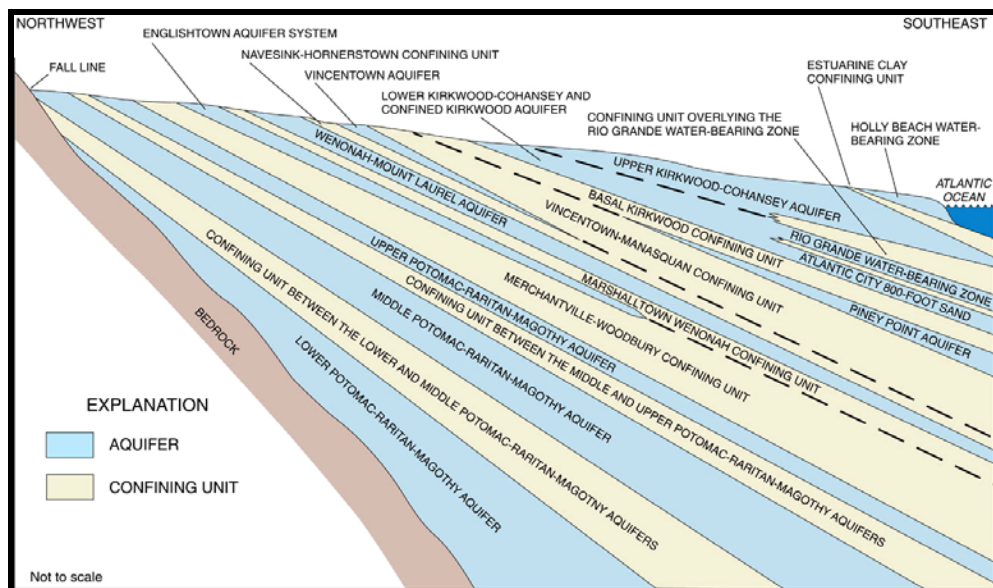 NORTHWEST
SOUTHEAST
ENGLISHTOWN AQUIFER SYSTEM
NAVESINK-HORNERSTOWN CONFINING UNIT
VINCENTOWN AQUIFER
FALL LINE
LOWER KIRKWOOD-COHANSEY AND
CONFINED KIRKWOOD AQUIFER
CONFINING UNIT OVERLYING THE
RIO GRANDE WATER-BEARING ZONE
ESTUARINE CLAY
CONFINING UNIT
HOLLY BEACH WATER-
BEARING ZONE
ATLANTIC
OCEAN
UPPER KIRKWOOD-COHANSEY AQUIFER
WENONAH-MOUNT LAUREL AQUIFER
BASAL KIRKWOOD CONFINING UNIT
RIO GRANDE WATER-BEARING ZONE
ATLANTIC CITY 800-FOOT SAND
VINCENTOWN-MANASQUAN CONFINING UNIT
PINEY POINT AQUIFER
MARSHALLTOWN WENONAH CONFINING UNIT
MERCHANTVILLE-WOODBURY CONFINING UNIT
UPPER POTOMAC-RARITAN-MAGOTHY AQUIFER
CONFINING UNIT BETWEEN THE MIDDLE AND UPPER POTOMAC-RARITAN-MAGOTHY AQUIFERS
MIDDLE POTOMAC-RARITAN-MAGOTHY AQUIFER
CONFINING UNIT BETWEEN THE LOWER AND MIDDLE POTOMAC-RARITAN-MAGOTNY AQUIFERS
LOWER POTOMAC-RARITAN-MAGOTHY AQUIFER
BEDROCK
EXPLANATION
AQUIFER
CONFINING UNIT
Not to scale